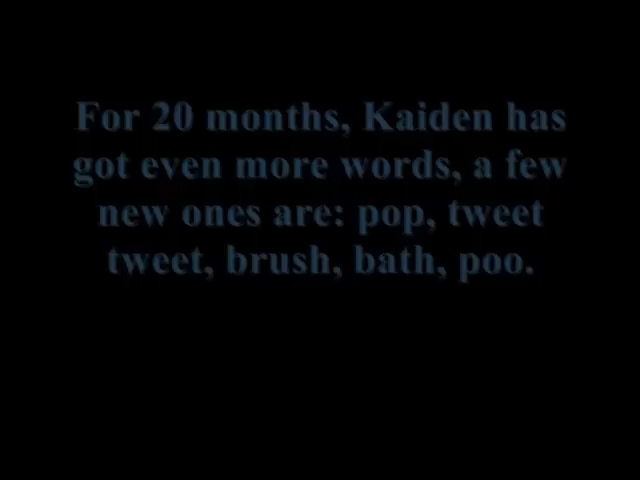 For 20 months, Kaiden has
got even more words, a few
new ones are: pop, tweet
tweet, brush, bath, poo.